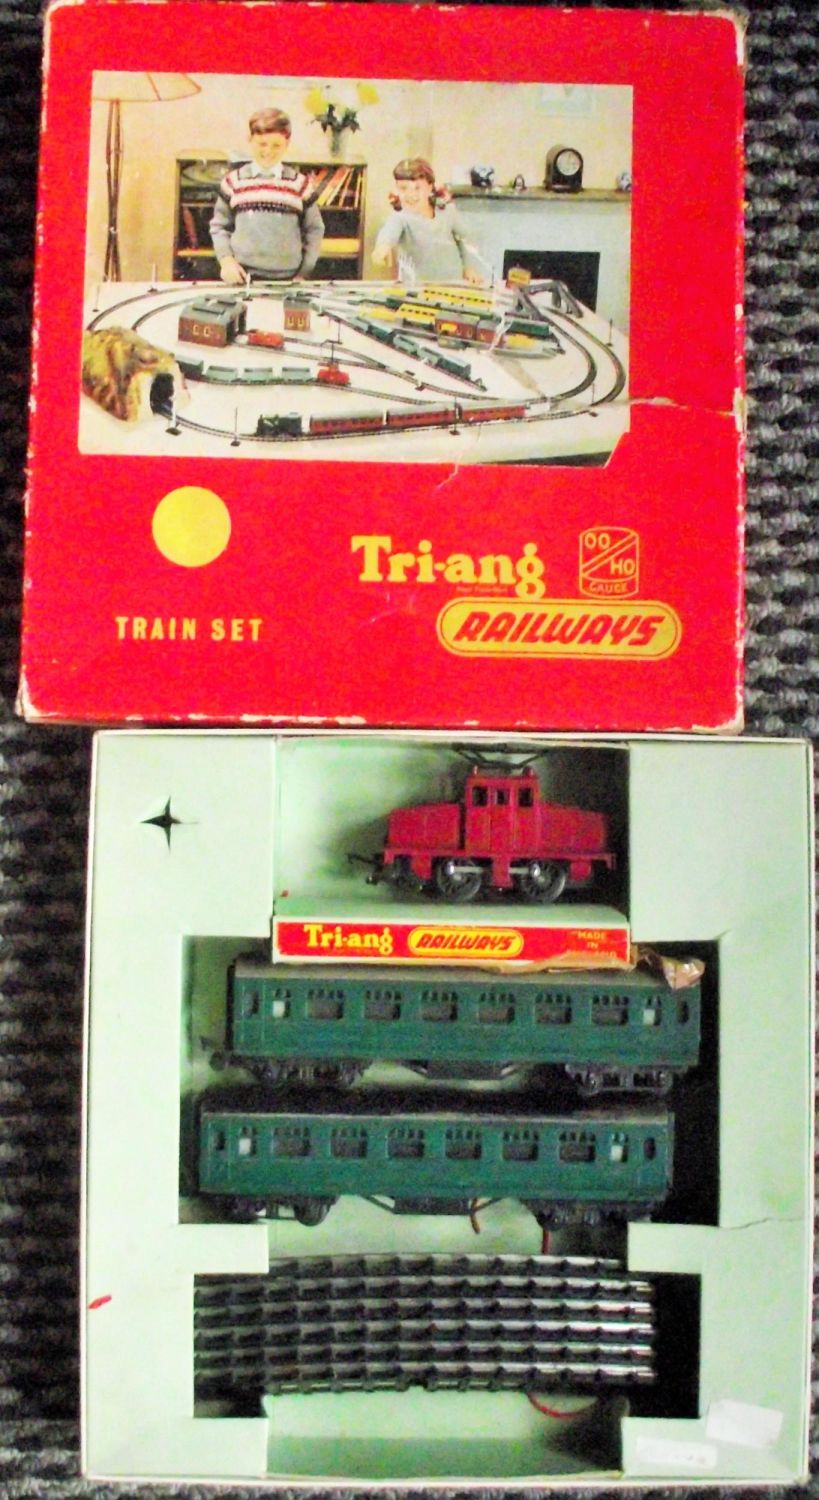 Tri-ang
OO/HO
GAUGE
RAILWAYS
TRAIN SET
Tri-ang RAILWAYS
MADE
IN